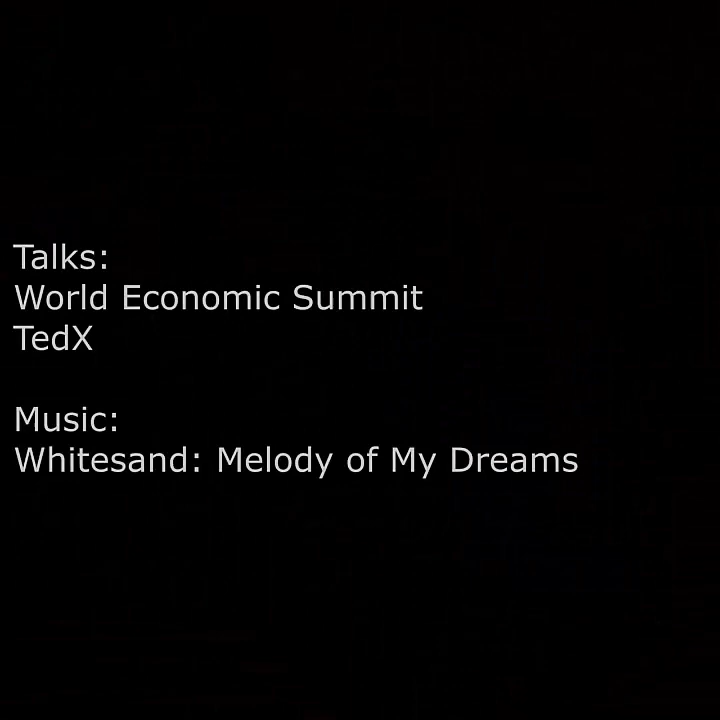 Talks:
World Economic Summit
TedX
Music:
Whitesand: Melody of My Dreams